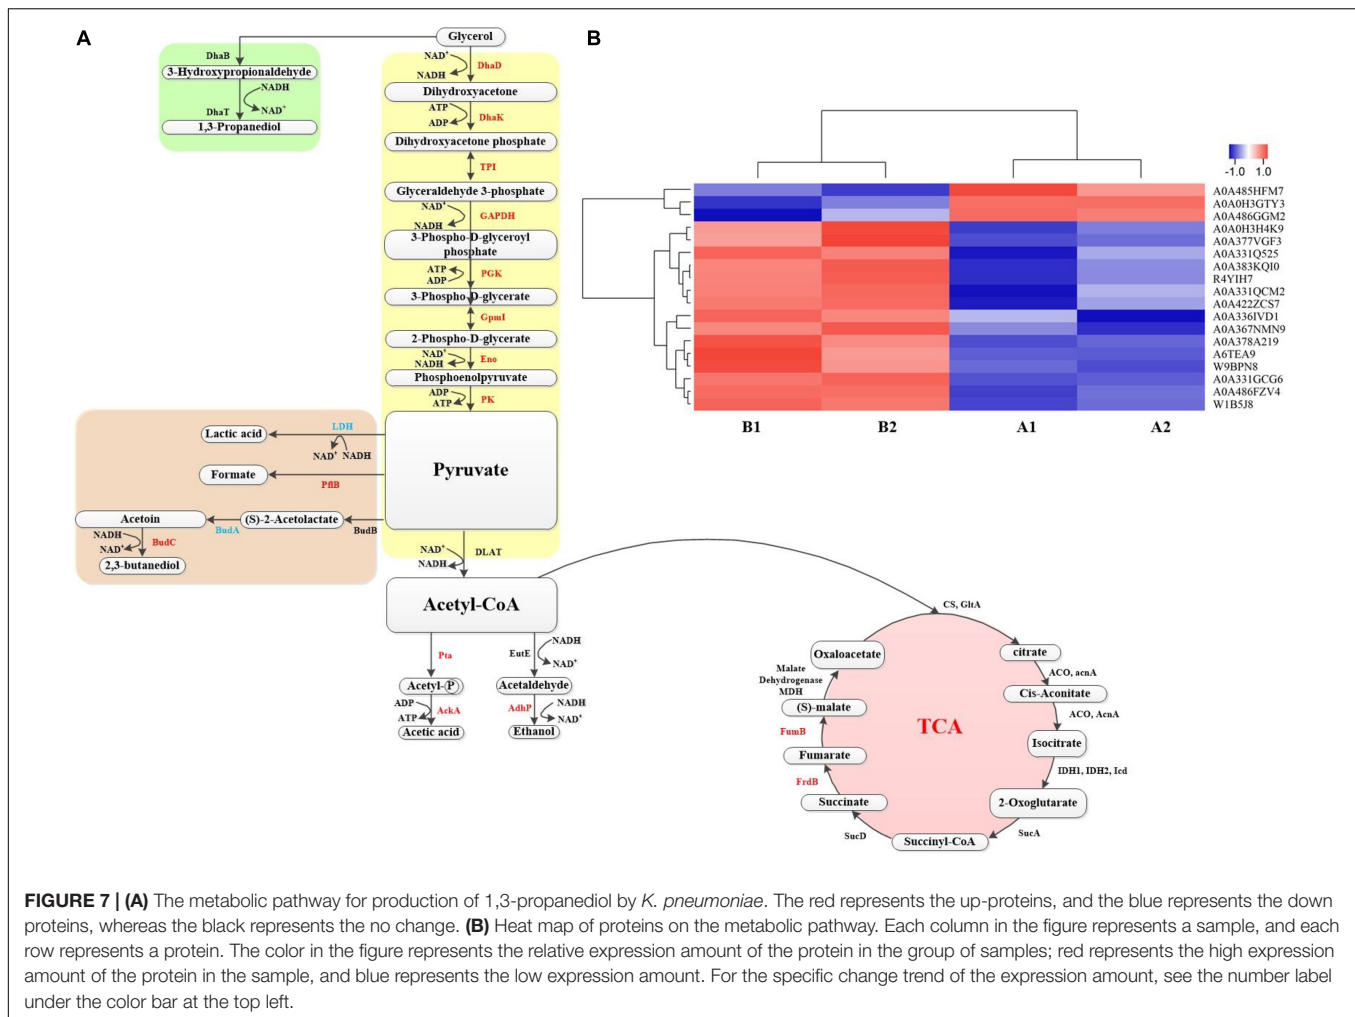 A
Glycerol
DhaB
3-Hydroxypropionaldehyde
NADH
NAD⁺
DhaT
1,3-Propanediol
NAD⁺
NADH
DhaD
Dihydroxyacetone
ATP
ADP
DhaK
Dihydroxyacetone phosphate
TPI
Glyceraldehyde 3-phosphate
NAD⁺
NADH
GAPDH
3-Phospho-D-glyceroyl
phosphate
ATP
ADP
PGK
3-Phospho-D-glycerate
GpmI
2-Phospho-D-glycerate
NAD⁺
NADH
Eno
Phosphoenolpyruvate
ADP
ATP
PK
Pyruvate
LDH
Lactic acid
NAD⁺ NADH
Formate
PflB
Acetoin
BudA
(S)-2-Acetolactate
BudB
NADH
NAD⁺
BudC
2,3-butanediol
NAD⁺
NADH
DLAT
Acetyl-CoA
Pta
Acetyl-P
ADP
ATP
AckA
Acetic acid
EutE
NADH
NAD⁺
Acetaldehyde
AdhP
NADH
NAD⁺
Ethanol
CS, GltA
citrate
ACO, acnA
Cis-Aconitate
ACO, AcnA
Isocitrate
IDH1, IDH2, Icd
2-Oxoglutarate
SucA
Succinyl-CoA
SucD
Succinate
FrdB
Fumarate
FumB
(S)-malate
Malate
Dehydrogenase
MDH
Oxaloacetate
TCA
B
-1.0 1.0
A0A485HFM7
A0A0H3GTY3
A0A486GGM2
A0A0H3H4K9
A0A377VGF3
A0A331Q525
A0A383KQI0
R4YIH7
A0A331QCM2
A0A422ZCS7
A0A336IVD1
A0A367NMN9
A0A378A219
A6TEA9
W9BPN8
A0A331GCG6
A0A486FZV4
W1B5J8
B1 B2 A1 A2
FIGURE 7 | (A) The metabolic pathway for production of 1,3-propanediol by K. pneumoniae. The red represents the up-proteins, and the blue represents the down
proteins, whereas the black represents the no change. (B) Heat map of proteins on the metabolic pathway. Each column in the figure represents a sample, and each
row represents a protein. The color in the figure represents the relative expression amount of the protein in the group of samples; red represents the high expression
amount of the protein in the sample, and blue represents the low expression amount. For the specific change trend of the expression amount, see the number label
under the color bar at the top left.